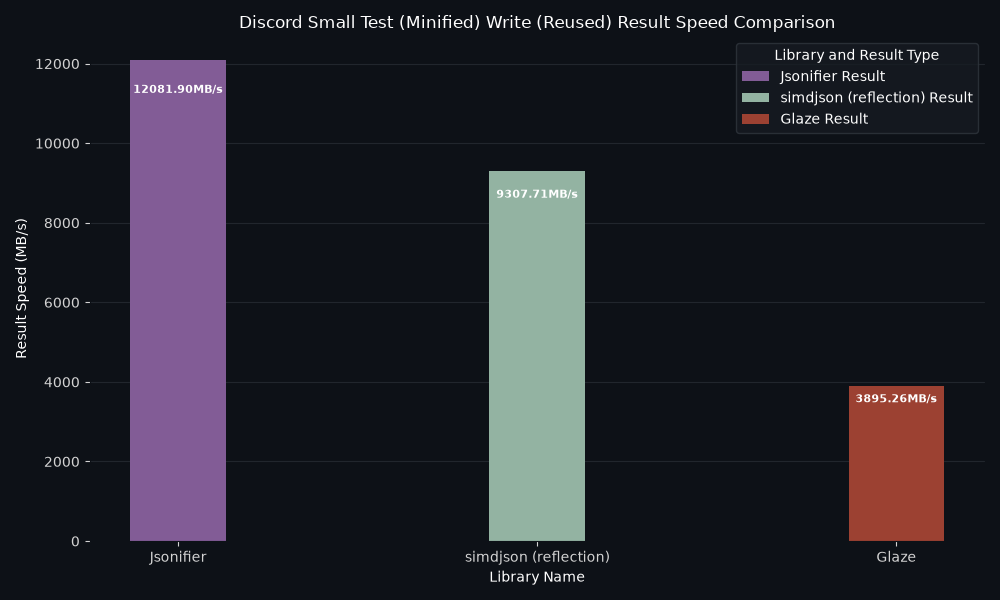 Discord Small Test (Minified) Write (Reused) Result Speed Comparison
Library and Result Type
Jsonifier Result
simdjson (reflection) Result
Glaze Result
12000
10000
8000
6000
4000
2000
0
Result Speed (MB/s)
12081.90MB/s
9307.71MB/s
3895.26MB/s
Jsonifier
simdjson (reflection)
Glaze
Library Name